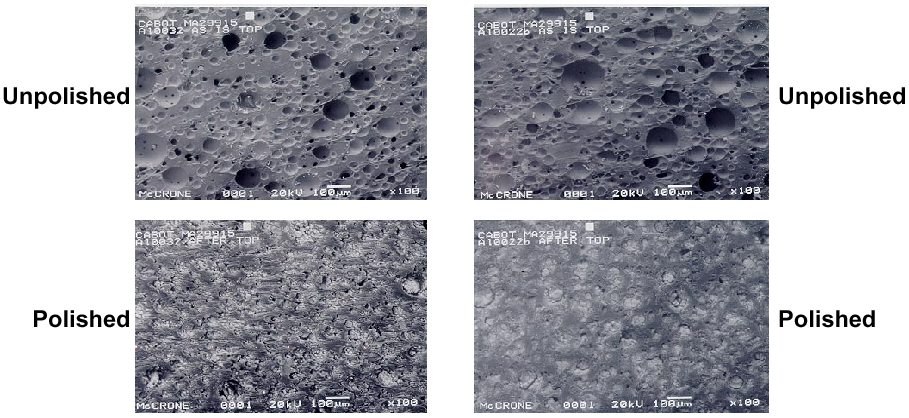 CABOT MA29915
A10032 AS IS TOP
McCRONE 0001 20kV 100µm x100
Unpolished
CABOT MA29915
A10022b AS IS TOP
McCRONE 0001 20kV 100µm x100
Unpolished
CABOT MA29915
A10032 AFTER TOP
McCRONE 0001 20kV 100µm x100
Polished
CABOT MA29915
A10022b AFTER TOP
McCRONE 0001 20kV 100µm x100
Polished